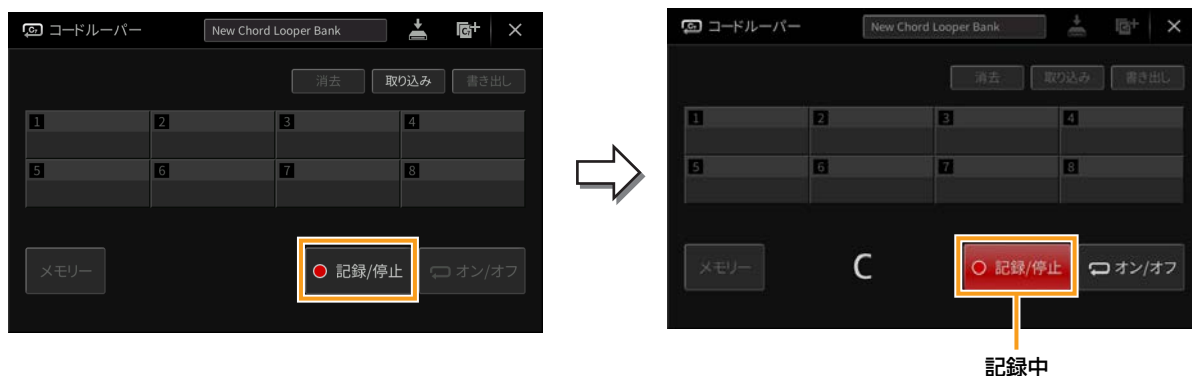 コードルーパー New Chord Looper Bank
消去 取り込み 書き出し
1 2 3 4
5 6 7 8
メモリー 記録/停止 オン/オフ
コードルーパー New Chord Looper Bank
消去 取り込み 書き出し
1 2 3 4
5 6 7 8
メモリー C 記録/停止 オン/オフ
記録中